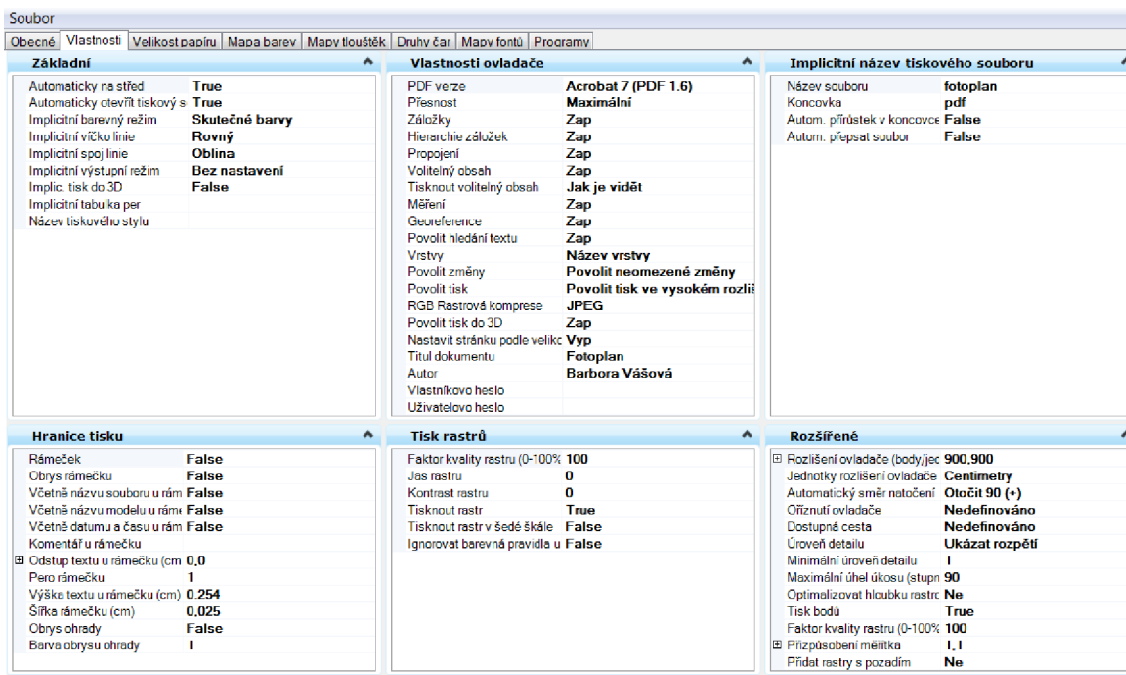 Soubor
Obecné Vlastnosti Velikost papíru Mapa barev Mapy tlouštěk Druhy čar Mapy fontů Programy
Základní
Automaticky na střed True
Automaticky otevřít tiskový s True
Implicitní barevný režim Skutečné barvy
Implicitní víčko linie Rovný
Implicitní spoj linie Oblina
Implicitní výstupní režim Bez nastavení
Implic. tisk do 3D False
Implicitní tabulka per
Název tiskového stylu
Vlastnosti ovladače
PDF verze Acrobat 7 (PDF 1.6)
Přesnost Maximální
Záložky Zap
Hierarchie záložek Zap
Propojení Zap
Volitelný obsah Zap
Tisknout volitelný obsah Jak je vidět
Měření Zap
Georeference Zap
Povolit hledání textu Zap
Vrstvy Název vrstvy
Povolit změny Povolit neomezené změny
Povolit tisk Povolit tisk ve vysokém rozliš
RGB Rastrová komprese JPEG
Povolit tisk do 3D Zap
Nastavit stránku podle veliko Vyp
Titul dokumentu Fotoplan
Autor Barbora Vášová
Vlastníkovo heslo
Uživatelovo heslo
Implicitní název tiskového souboru
Název souboru fotoplan
Koncovka pdf
Autom. přírůstek v koncovce False
Autom. přepsat soubor False
Hranice tisku
Rámeček False
Obrys rámečku False
Včetně názvu souboru u rám False
Včetně názvu modelu u ráme False
Včetně datumu a času u rám False
Komentář u rámečku
Odstup textu u rámečku (cm 0,0
Pero rámečku 1
Výška textu u rámečku (cm) 0.254
Šířka rámečku (cm) 0,025
Obrys ohrady False
Barva obrysu ohrady 1
Tisk rastrů
Faktor kvality rastru (0-100% 100
Jas rastru 0
Kontrast rastru 0
Tisknout rastr True
Tisknout rastr v šedé škále False
Ignorovat barevná pravidla u False
Rozšířené
Rozlišení ovladače (body/jec 900,900
Jednotky rozlišení ovladače Centimetry
Automatický směr natočení Otočit 90 (+)
Oříznutí ovladače Nedefinováno
Dostupná cesta Nedefinováno
Úroveň detailu Ukázat rozpětí
Minimální úroveň detailu 1
Maximální úhel úkosu (stupn 90
Optimalizovat hloubku rastrc Ne
Tisk bodů True
Faktor kvality rastru (0-100% 100
Přizpůsobení měřítka 1,1
Přidat rastry s pozadím Ne